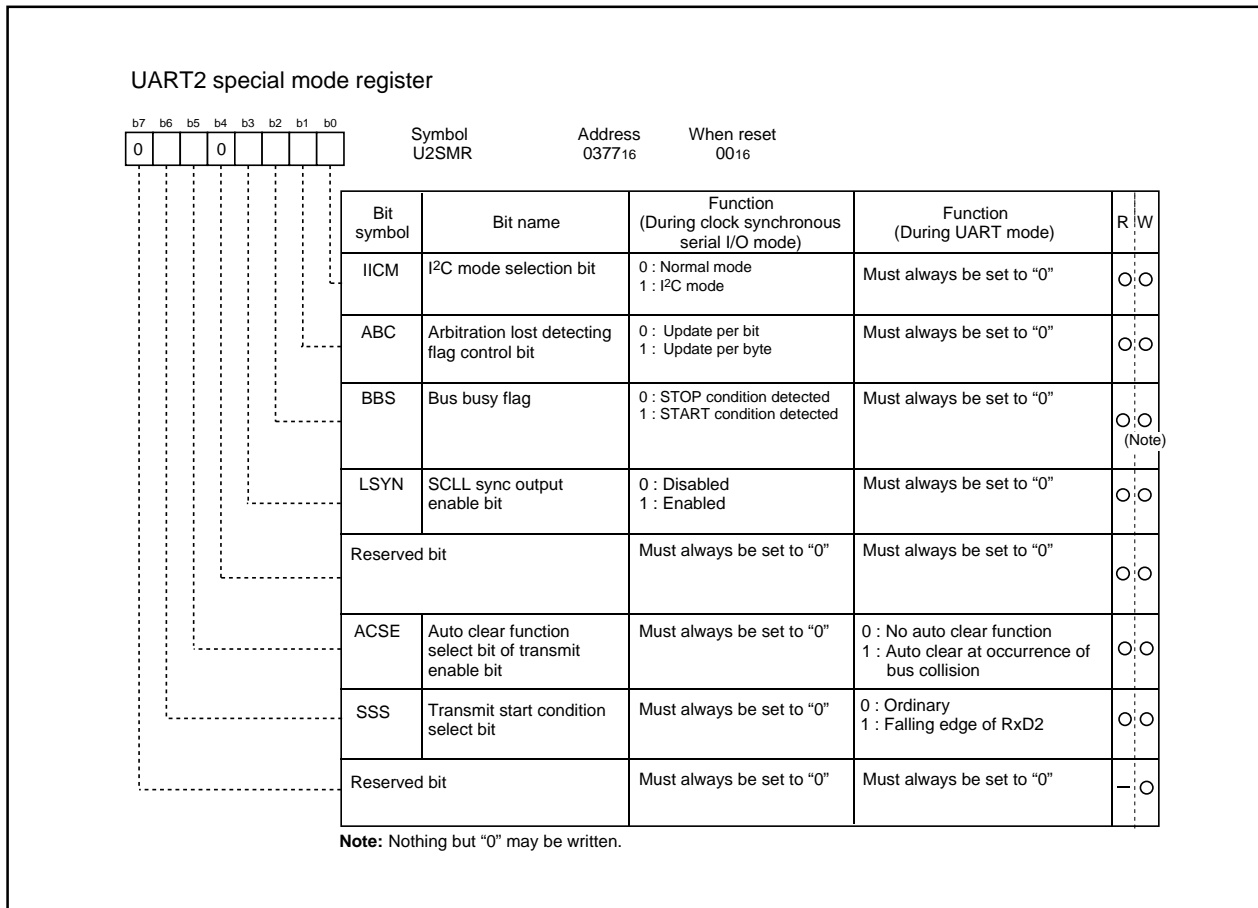 UART2 special mode register
b7 b6 b5 b4 b3 b2 b1 b0
0 0
Symbol Address When reset
U2SMR 037716 0016
Bit symbol
Bit name
Function
(During clock synchronous
serial I/O mode)
Function
(During UART mode)
R W
IICM
I2C mode selection bit
0 : Normal mode
1 : I2C mode
Must always be set to “0”
ABC
Arbitration lost detecting
flag control bit
0 : Update per bit
1 : Update per byte
Must always be set to “0”
BBS
Bus busy flag
0 : STOP condition detected
1 : START condition detected
Must always be set to “0”
(Note)
LSYN
SCLL sync output
enable bit
0 : Disabled
1 : Enabled
Must always be set to “0”
Reserved bit
Must always be set to “0”
Must always be set to “0”
ACSE
Auto clear function
select bit of transmit
enable bit
Must always be set to “0”
0 : No auto clear function
1 : Auto clear at occurrence of
bus collision
SSS
Transmit start condition
select bit
Must always be set to “0”
0 : Ordinary
1 : Falling edge of RxD2
Reserved bit
Must always be set to “0”
Must always be set to “0”
–
Note: Nothing but “0” may be written.